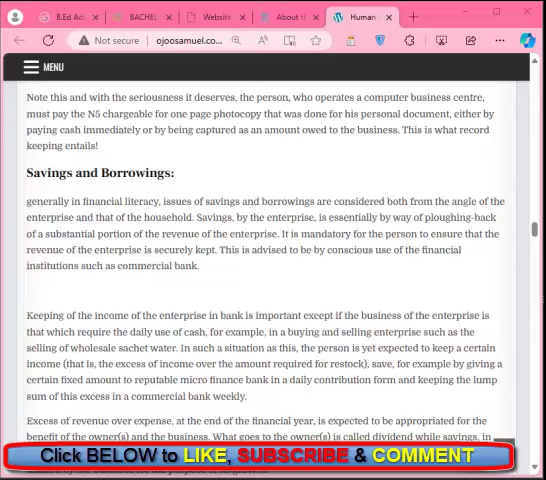 B.Ed Ad
BACHEL
Website
About U
Human
Not secure
ojoosamuel.co...
MENU
Note this and with the seriousness it deserves, the person, who operates a computer business centre,
must pay the N5 chargeable for one page photocopy that was done for his personal document, either by
paying cash immediately or by being captured as an amount owed to the business. This is what record
keeping entails!
Savings and Borrowings:
generally in financial literacy, issues of savings and borrowings are considered both from the angle of the
enterprise and that of the household. Savings, by the enterprise, is essentially by way of ploughing-back
of a substantial portion of the revenue of the enterprise. It is mandatory for the person to ensure that the
revenue of the enterprise is securely kept. This is advised to be by conscious use of the financial
institutions such as commercial bank.
Keeping of the income of the enterprise in bank is important except if the business of the enterprise is
that which require the daily use of cash, for example, in a buying and selling enterprise such as the
selling of wholesale sachet water. In such a situation as this, the person is yet expected to keep a certain
income (that is, the excess of income over the amount required for restock), save, for example by giving a
certain fixed amount to reputable micro finance bank in a daily contribution form and keeping the lump
sum of this excess in a commercial bank weekly.
Excess of revenue over expense, at the end of the financial year, is expected to be appropriated for the
benefit of the owner(s) and the business. What goes to the owner(s) is called dividend while savings, in
Click BELOW to LIKE, SUBSCRIBE & COMMENT